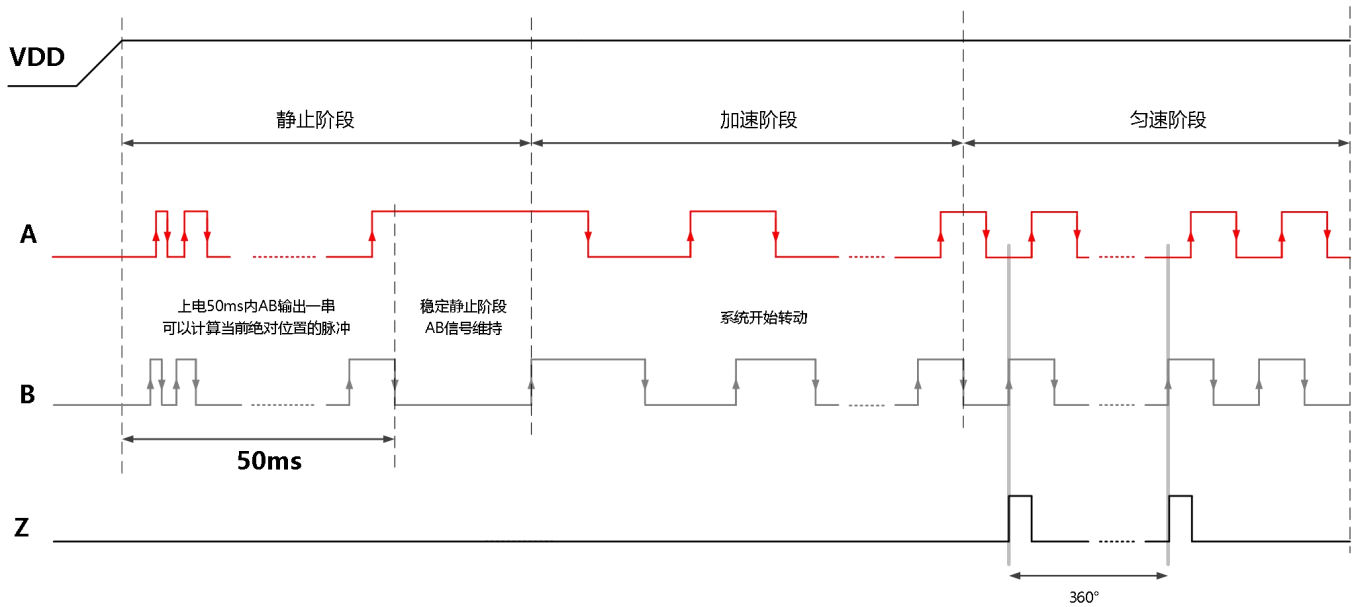 VDD
静止阶段
加速阶段
匀速阶段
A
上电50ms内AB输出一串
可以计算当前绝对位置的脉冲
稳定静止阶段
AB信号维持
系统开始转动
B
50ms
Z
360°